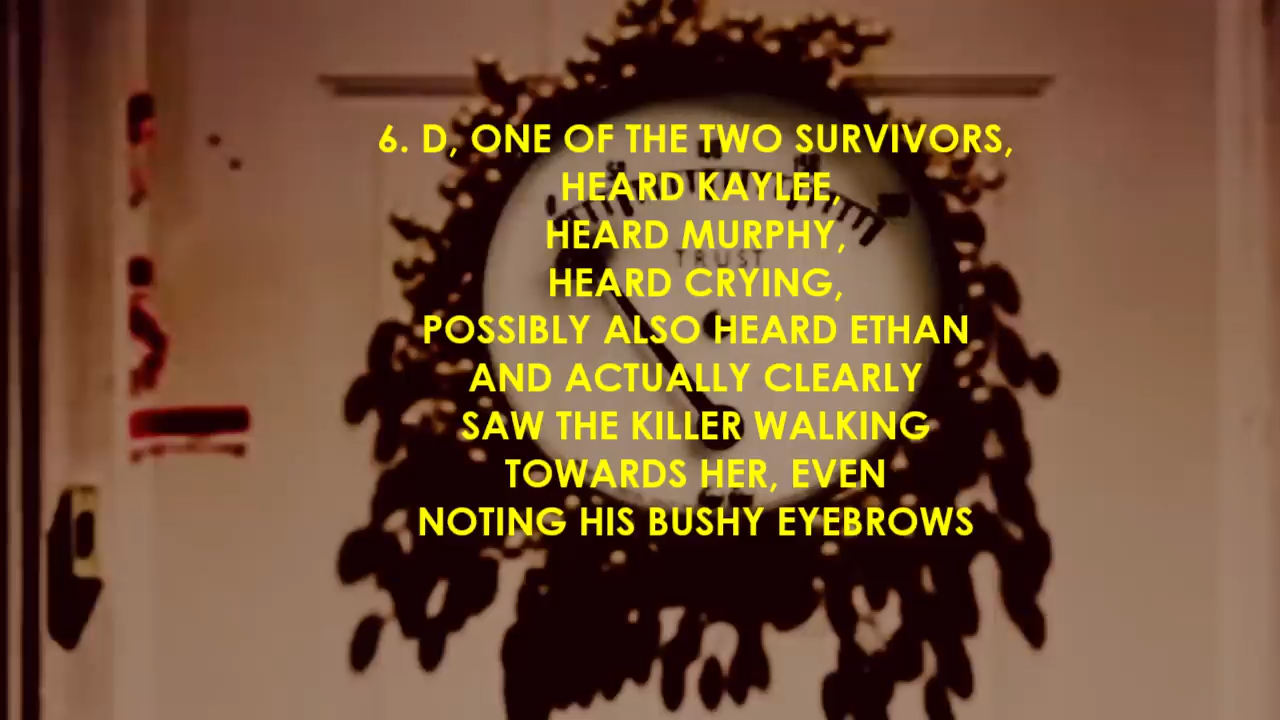 6. D, ONE OF THE TWO SURVIVORS,
HEARD KAYLEE,
HEARD MURPHY,
TRUST
HEARD CRYING,
POSSIBLY ALSO HEARD ETHAN
AND ACTUALLY CLEARLY
SAW THE KILLER WALKING
TOWARDS HER, EVEN
NOTING HIS BUSHY EYEBROWS